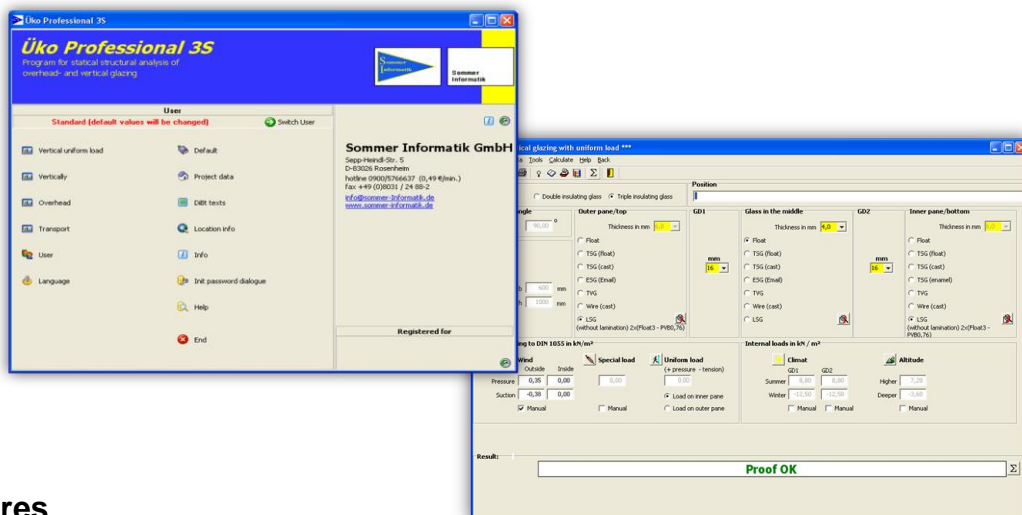 Üko Professional 3S
Üko Professional 3S
Program for statical structural analysis of
overhead- and vertical glazing
Sommer
Informatik
Sommer
Informatik
User
Standard (default values will be changed)
Switch User
Vertical uniform load
Default
Vertically
Project data
Overhead
DiBt texts
Transport
Location info
User
Info
Language
Init password dialogue
Help
End
Sommer Informatik GmbH
Sepp-Heindl-Str. 5
D-83026 Rosenheim
hotline 0900/5766637 (0,49 €/min.)
fax +49 (0)8031 / 24 88-2
info@sommer-informatik.de
www.sommer-informatik.de
Registered for
ical glazing with uniform load ***
Tools Calculate Help Back
Double insulating glass Triple insulating glass
Position
Outer pane/top
GD1
Glass in the middle
GD2
Inner pane/bottom
90,00 °
Thickness in mm
Thickness in mm 4,0
Thickness in mm
Float
Float
Float
TSG (float)
TSG (float)
TSG (float)
mm
mm
TSG (cast)
16
TSG (cast)
16
TSG (cast)
ESG (Email)
ESG (Email)
TSG (enamel)
b 600 mm
TVG
TVG
TVG
h 1000 mm
Wire (cast)
Wire (cast)
Wire (cast)
LSG
LSG
LSG
(without lamination) 2x(Float3 - PVB0,76)
(without lamination) 2x(Float3 -
PVB0,76)
ng to DIN 1055 in kN/m²
Internal loads in kN / m²
Wind
Special load
Uniform load
Climat
Altitude
Outside Inside
(+ pressure - tension)
GD1 GD2
Pressure 0,35 0,00
0,00
0,00
Summer 8,80 8,80
Higher 7,20
Suction -0,38 0,00
Load on inner pane
Winter -12,50 -12,50
Deeper -3,60
Manual
Manual
Load on outer pane
Manual Manual
Manual
Result:
Proof OK
Σ
res